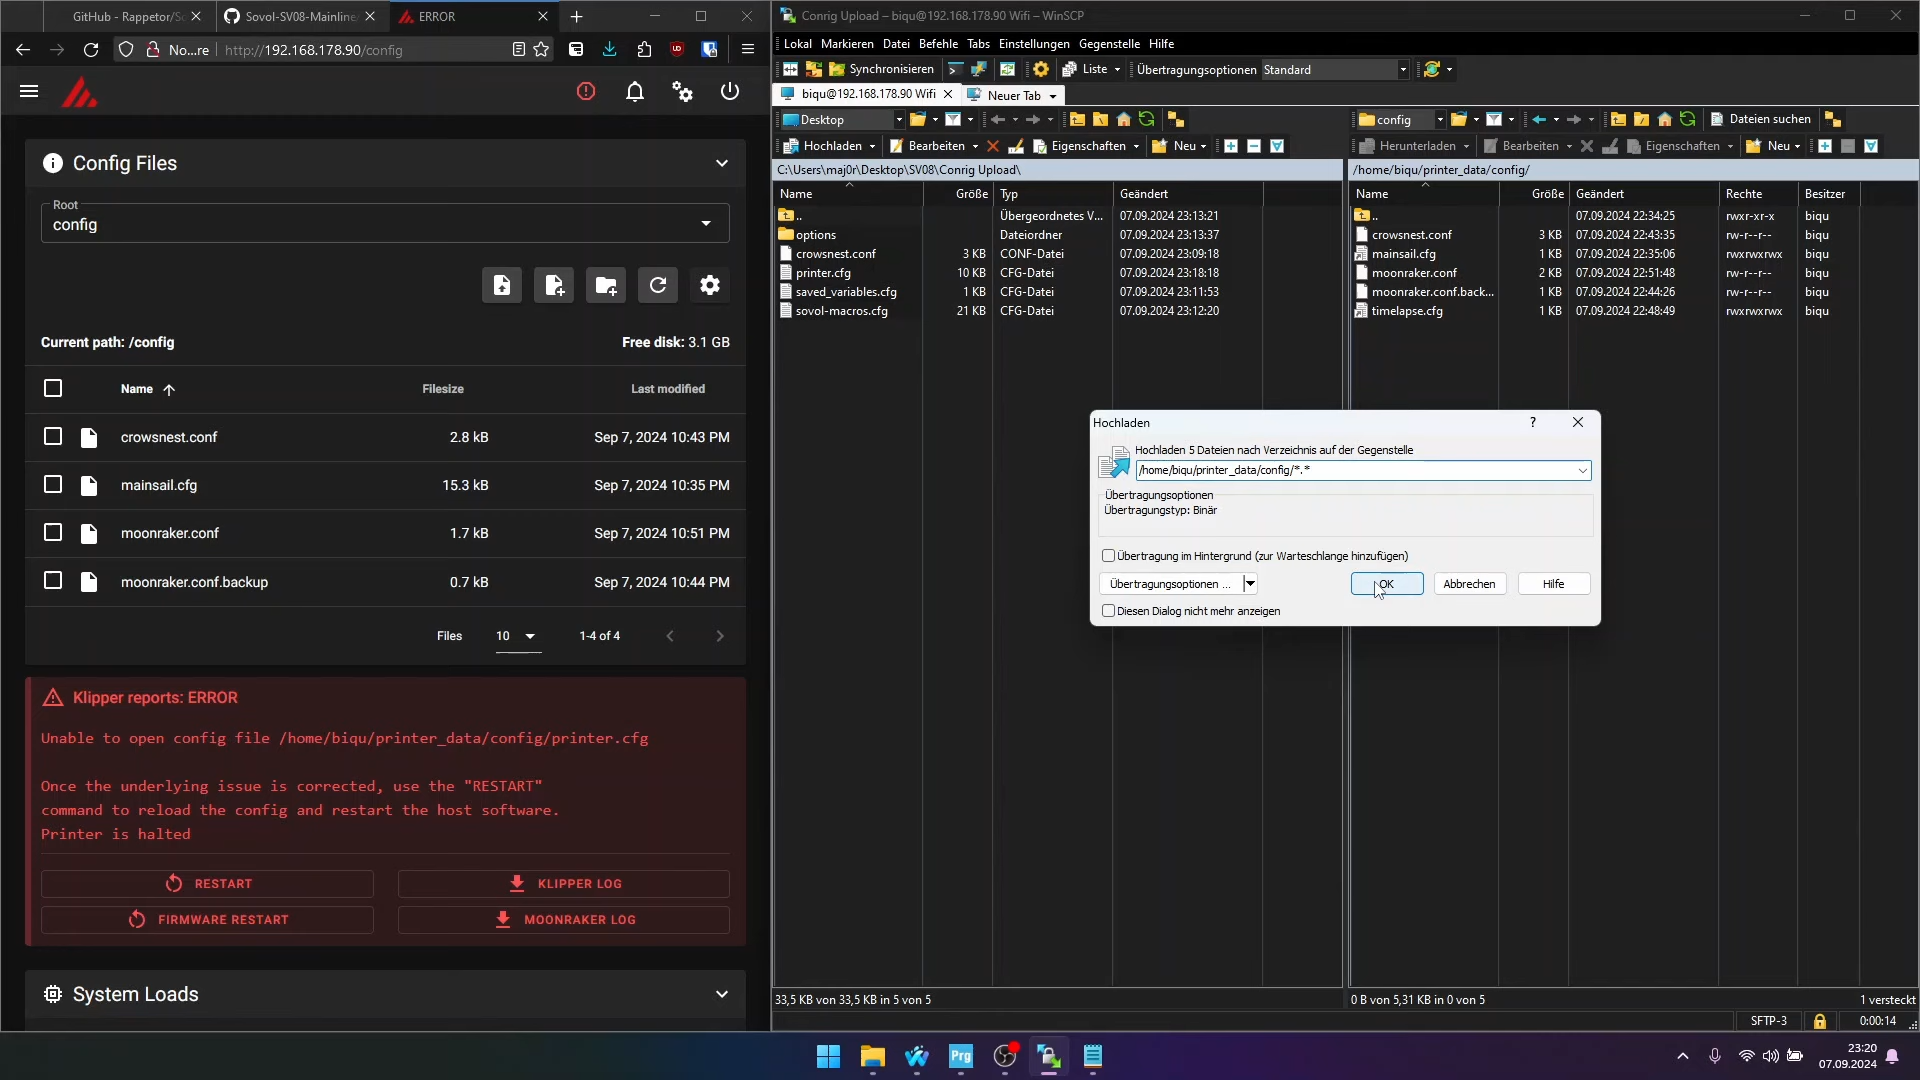 GitHub - Rappetor/So
Sovol-SV08-Mainline
ERROR
No...re
http://192.168.178.90/config
Config Files
Root
config
Current path: /config
Free disk: 3.1 GB
Name
Filesize
Last modified
crowsnest.conf
2.8 kB
Sep 7, 2024 10:43 PM
mainsail.cfg
15.3 kB
Sep 7, 2024 10:35 PM
moonraker.conf
1.7 kB
Sep 7, 2024 10:51 PM
moonraker.conf.backup
0.7 kB
Sep 7, 2024 10:44 PM
Files
10
1-4 of 4
Klipper reports: ERROR
Unable to open config file /home/biqu/printer_data/config/printer.cfg
Once the underlying issue is corrected, use the "RESTART"
command to reload the config and restart the host software.
Printer is halted
RESTART
KLIPPER LOG
FIRMWARE RESTART
MOONRAKER LOG
System Loads
Conrig Upload – biqu@192.168.178.90 Wifi – WinSCP
Lokal Markieren Datei Befehle Tabs Einstellungen Gegenstelle Hilfe
Synchronisieren
Liste
Übertragungsoptionen Standard
biqu@192.168.178.90 Wifi
Neuer Tab
Desktop
Hochladen
Bearbeiten
Eigenschaften
Neu
C:\Users\maj0r\Desktop\SV08\Conrig Upload\
Name Größe Typ Geändert
.. Übergeordnetes V... 07.09.2024 23:13:21
options Dateiordner 07.09.2024 23:13:37
crowsnest.conf 3 KB CONF-Datei 07.09.2024 23:09:18
printer.cfg 10 KB CFG-Datei 07.09.2024 23:18:18
saved_variables.cfg 1 KB CFG-Datei 07.09.2024 23:11:53
sovol-macros.cfg 21 KB CFG-Datei 07.09.2024 23:12:20
33,5 KB von 33,5 KB in 5 von 5
config
Dateien suchen
Herunterladen
Bearbeiten
Eigenschaften
Neu
/home/biqu/printer_data/config/
Name Größe Geändert Rechte Besitzer
.. 07.09.2024 22:34:25 rwxr-xr-x biqu
crowsnest.conf 3 KB 07.09.2024 22:43:35 rw-r--r-- biqu
mainsail.cfg 1 KB 07.09.2024 22:35:06 rwxrwxrwx biqu
moonraker.conf 2 KB 07.09.2024 22:51:48 rw-r--r-- biqu
moonraker.conf.back... 1 KB 07.09.2024 22:44:26 rw-r--r-- biqu
timelapse.cfg 1 KB 07.09.2024 22:48:49 rwxrwxrwx biqu
0 B von 5,31 KB in 0 von 5
1 versteckt
SFTP-3
0:00:14
Hochladen
?
Hochladen 5 Dateien nach Verzeichnis auf der Gegenstelle
/home/biqu/printer_data/config/*.*
Übertragungsoptionen
Übertragungstyp: Binär
Übertragung im Hintergrund (zur Warteschlange hinzufügen)
Übertragungsoptionen ...
OK
Abbrechen
Hilfe
Diesen Dialog nicht mehr anzeigen
Prg
23:20
07.09.2024